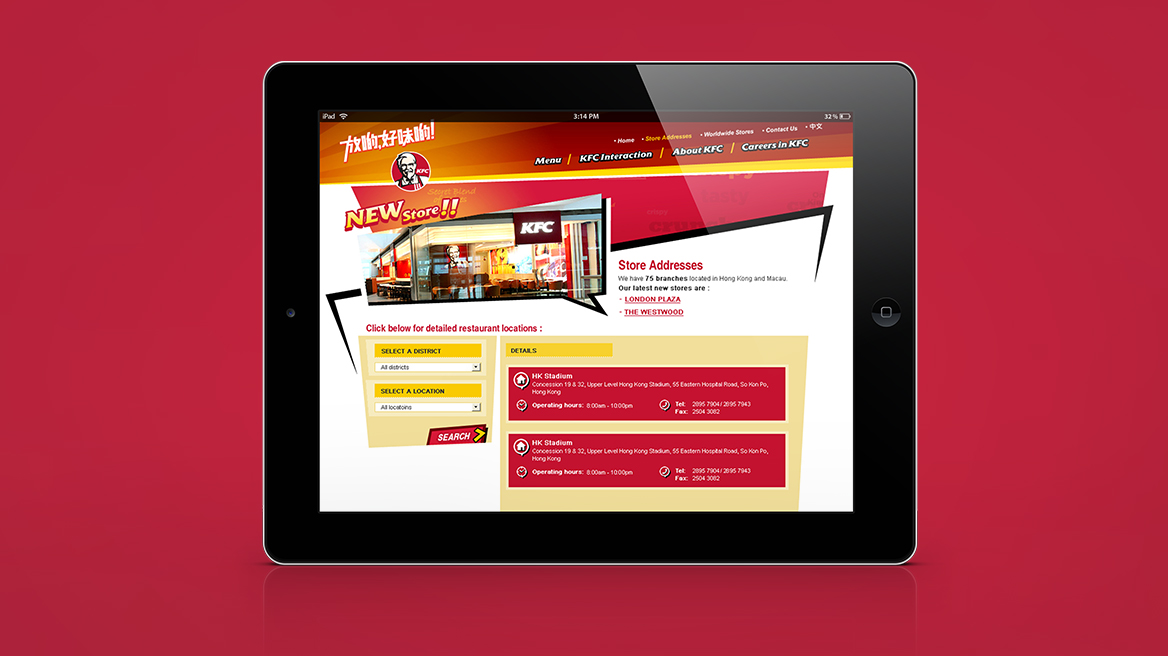 iPad
3:14 PM
32%
放啲,好味啲!
• Home • Store Addresses • Worldwide Stores • Contact Us • 中文
Menu / KFC Interaction / About KFC / Careers in KFC
KFC
Secret Blend
NEW Store!!
KFC
crumbly
Store Addresses
We have 75 branches located in Hong Kong and Macau.
Our latest new stores are :
- LONDON PLAZA
- THE WESTWOOD
Click below for detailed restaurant locations :
SELECT A DISTRICT
All districts
SELECT A LOCATION
All locatoins
SEARCH
DETAILS
HK Stadium
Concession 19 & 32, Upper Level Hong Kong Stadium, 55 Eastern Hospital Road, So Kon Po,
Hong Kong
Operating hours: 8:00am - 10:00pm
Tel: 2895 7904 / 2895 7943
Fax: 2504 3082
HK Stadium
Concession 19 & 32, Upper Level Hong Kong Stadium, 55 Eastern Hospital Road, So Kon Po,
Hong Kong
Operating hours: 8:00am - 10:00pm
Tel: 2895 7904 / 2895 7943
Fax: 2504 3082